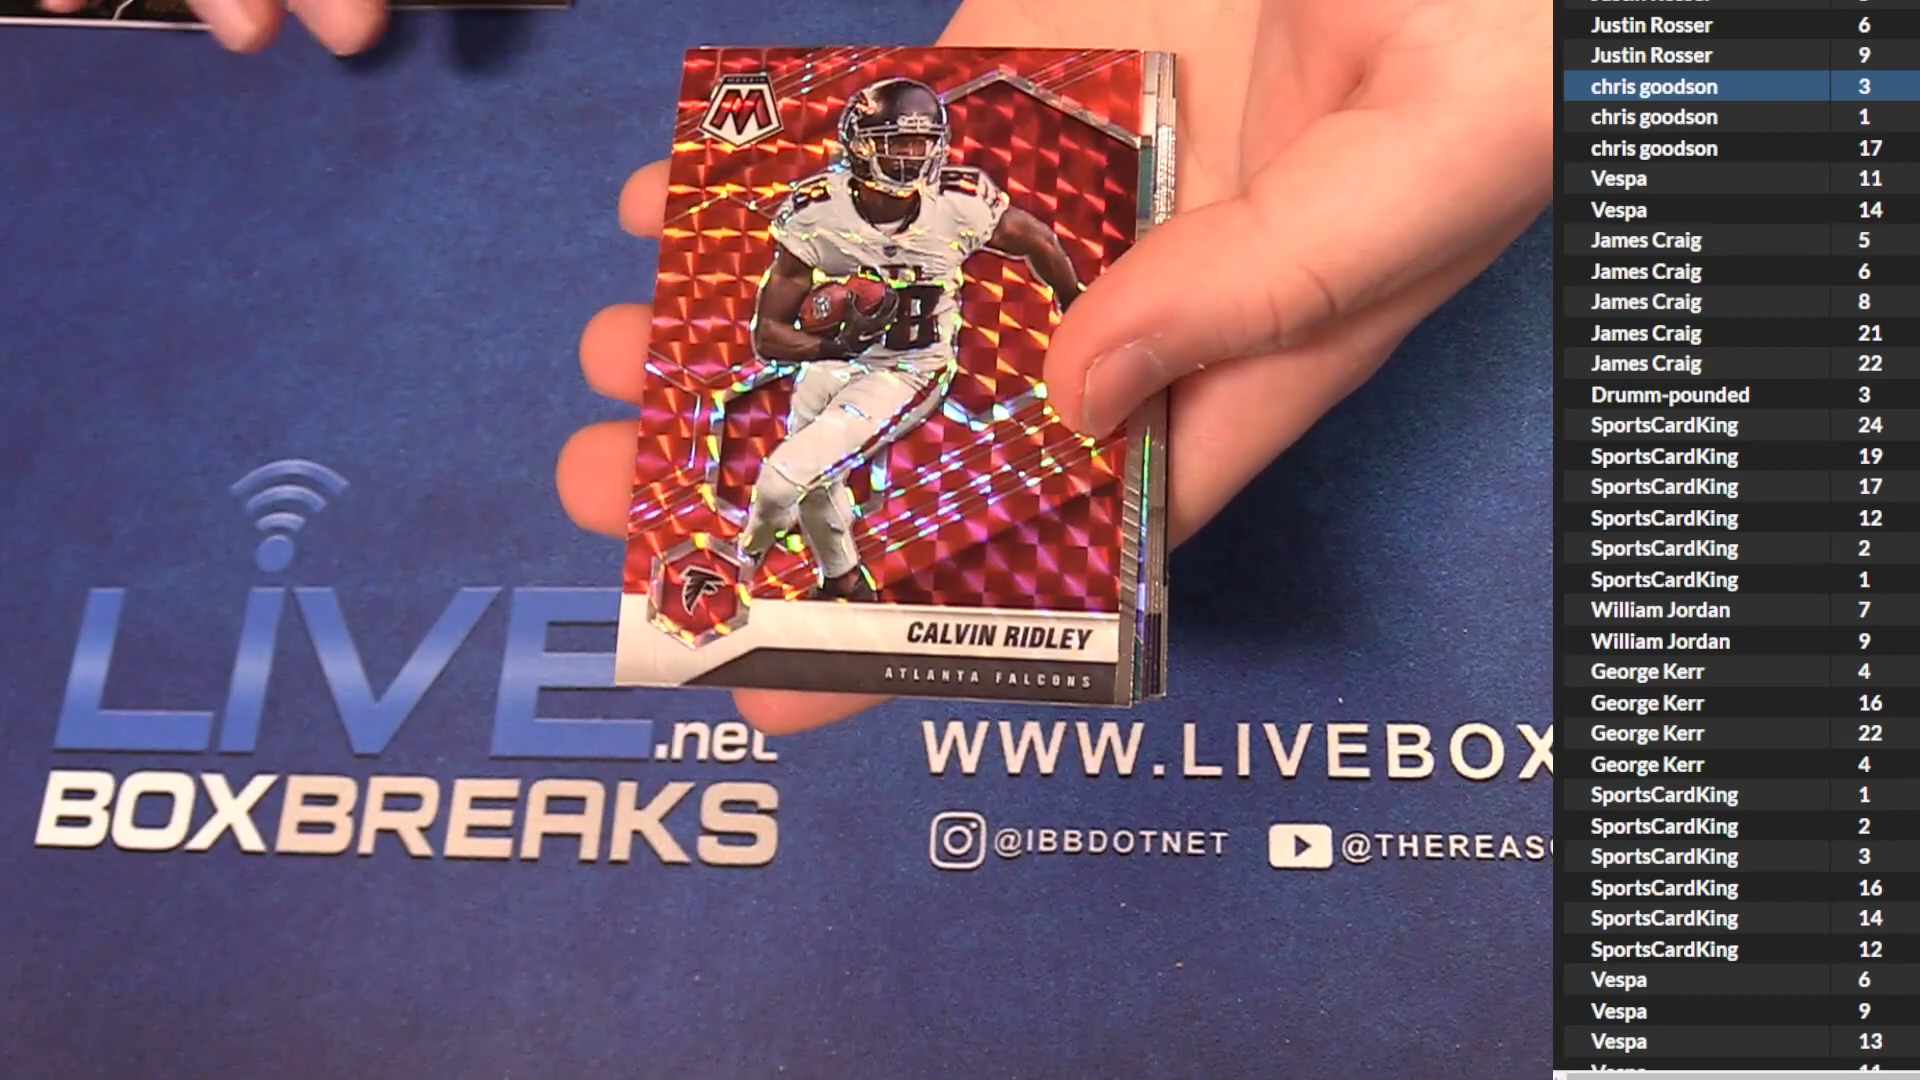 MOSAIC
ATL
18
8
CALVIN RIDLEY
ATLANTA FALCONS
LIVE
.net
BOXBREAKS
WWW.LIVEBOX
@IBBDOTNET
@THEREAS
Justin Rosser 6
Justin Rosser 9
chris goodson 3
chris goodson 1
chris goodson 17
Vespa 11
Vespa 14
James Craig 5
James Craig 6
James Craig 8
James Craig 21
James Craig 22
Drumm-pounded 3
SportsCardKing 24
SportsCardKing 19
SportsCardKing 17
SportsCardKing 12
SportsCardKing 2
SportsCardKing 1
William Jordan 7
William Jordan 9
George Kerr 4
George Kerr 16
George Kerr 22
George Kerr 4
SportsCardKing 1
SportsCardKing 2
SportsCardKing 3
SportsCardKing 16
SportsCardKing 14
SportsCardKing 12
Vespa 6
Vespa 9
Vespa 13